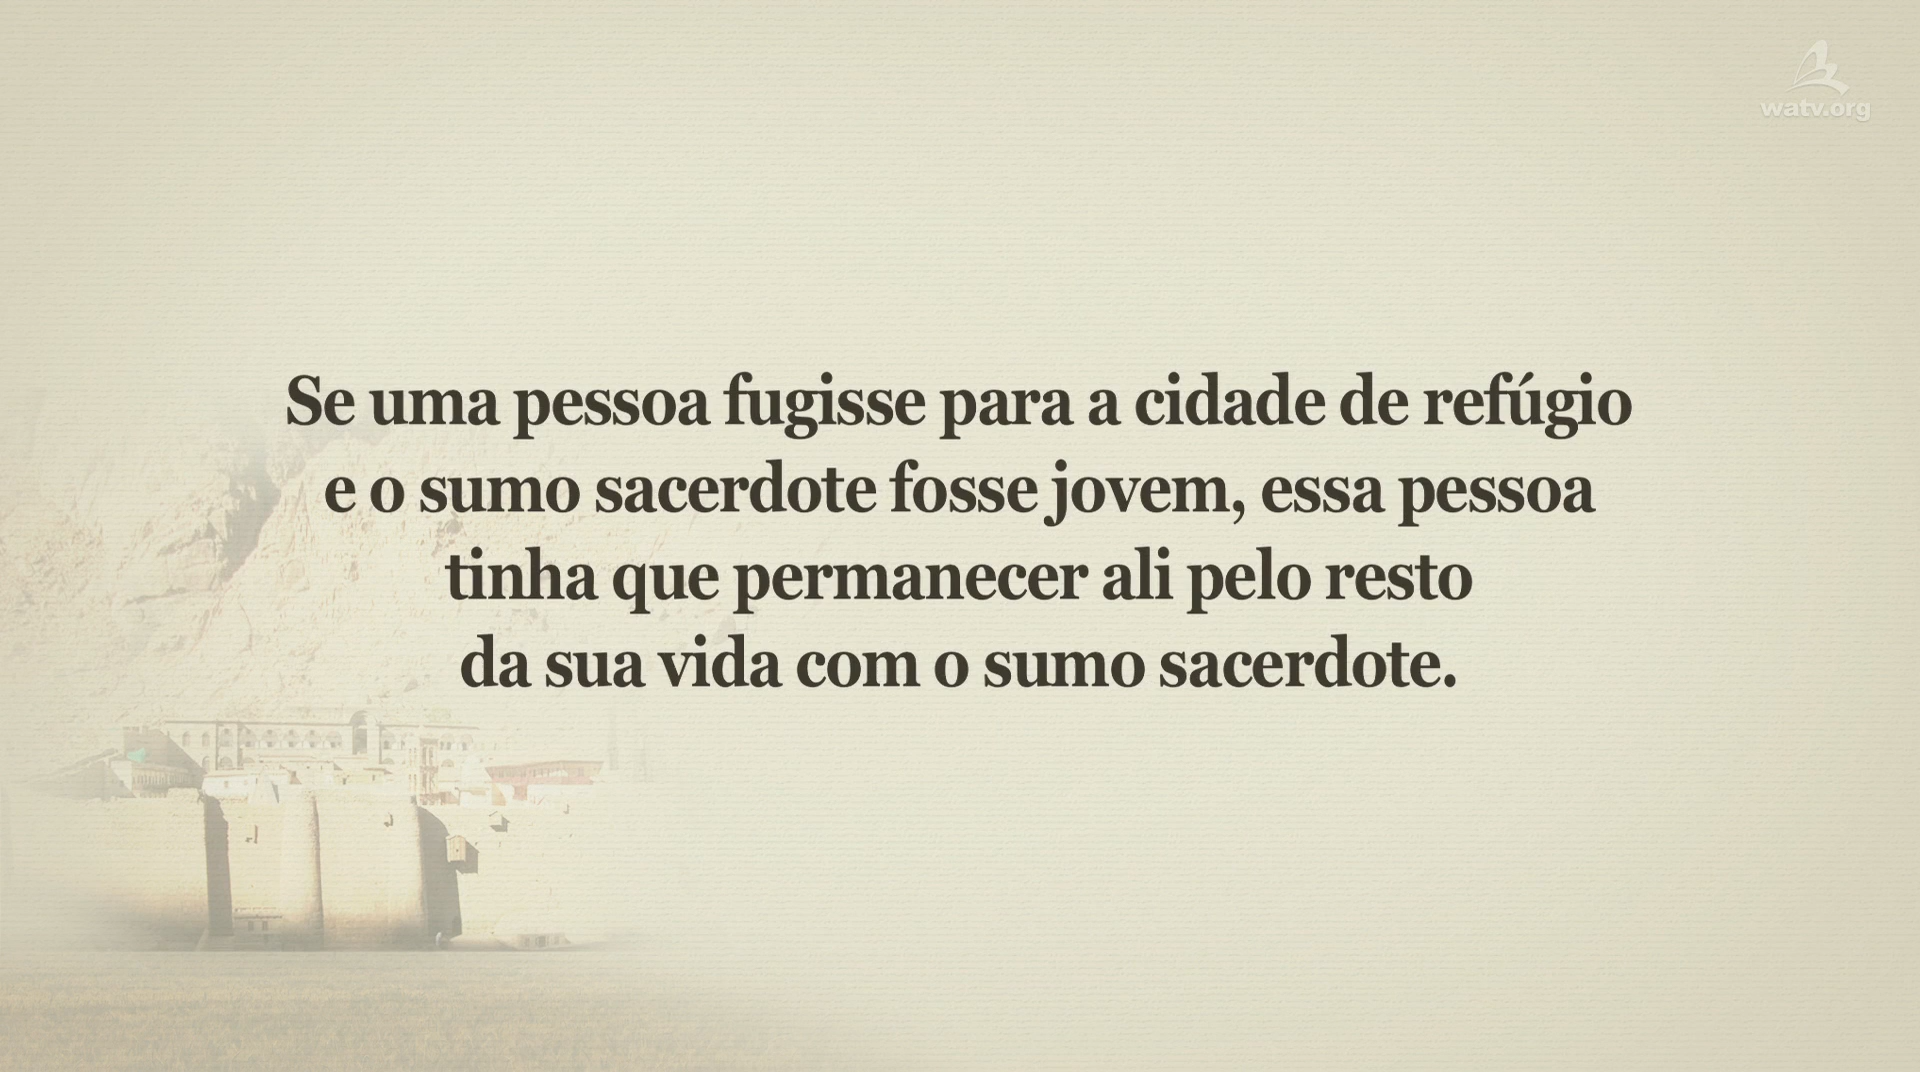 watv.org
Se uma pessoa fugisse para a cidade de refúgio
e o sumo sacerdote fosse jovem, essa pessoa
tinha que permanecer ali pelo resto
da sua vida com o sumo sacerdote.